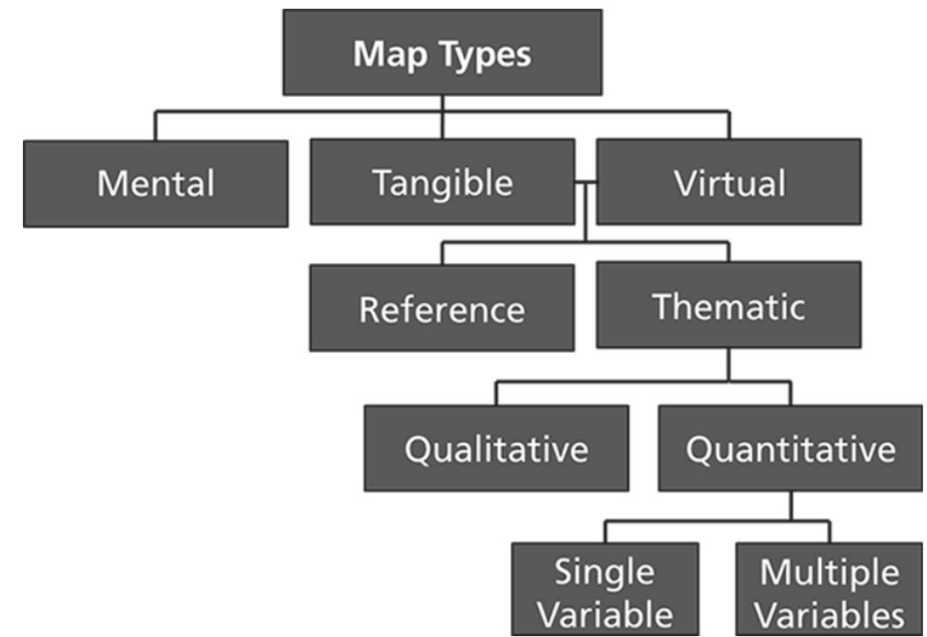 Map Types
Mental
Tangible
Virtual
Reference
Thematic
Qualitative
Quantitative
Single
Variable
Multiple
Variables